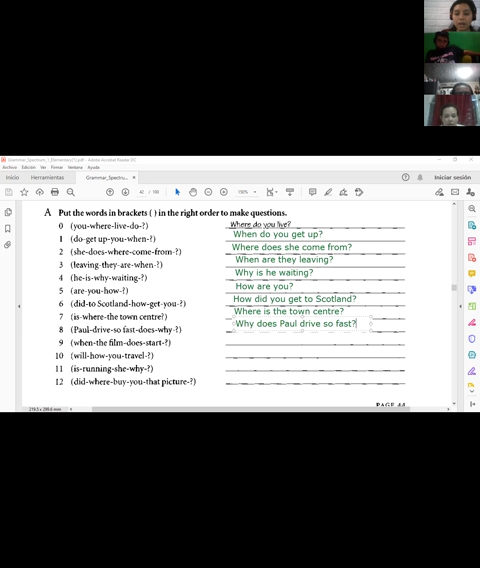 Grammar_Spectrum_1_Elementary(1).pdf - Adobe Acrobat Reader DC
Archivo Edición Ver Firmar Ventana Ayuda
Inicio Herramientas Grammar_Spectrum... Iniciar sesión
42 / 130 150%
A Put the words in brackets ( ) in the right order to make questions.
0 (you-where-live-do-?) Where do you live?
1 (do-get up-you-when-?) When do you get up?
2 (she-does-where-come-from-?) Where does she come from?
3 (leaving-they-are-when-?) When are they leaving?
4 (he-is-why-waiting-?) Why is he waiting?
5 (are-you-how-?) How are you?
6 (did-to Scotland-how-get-you-?) How did you get to Scotland?
7 (is-where-the town centre?) Where is the town centre?
8 (Paul-drive-so fast-does-why-?) Why does Paul drive so fast?
9 (when-the film-does-start-?)
10 (will-how-you-travel-?)
11 (is-running-she-why-?)
12 (did-where-buy-you-that picture-?)
PAGE 44